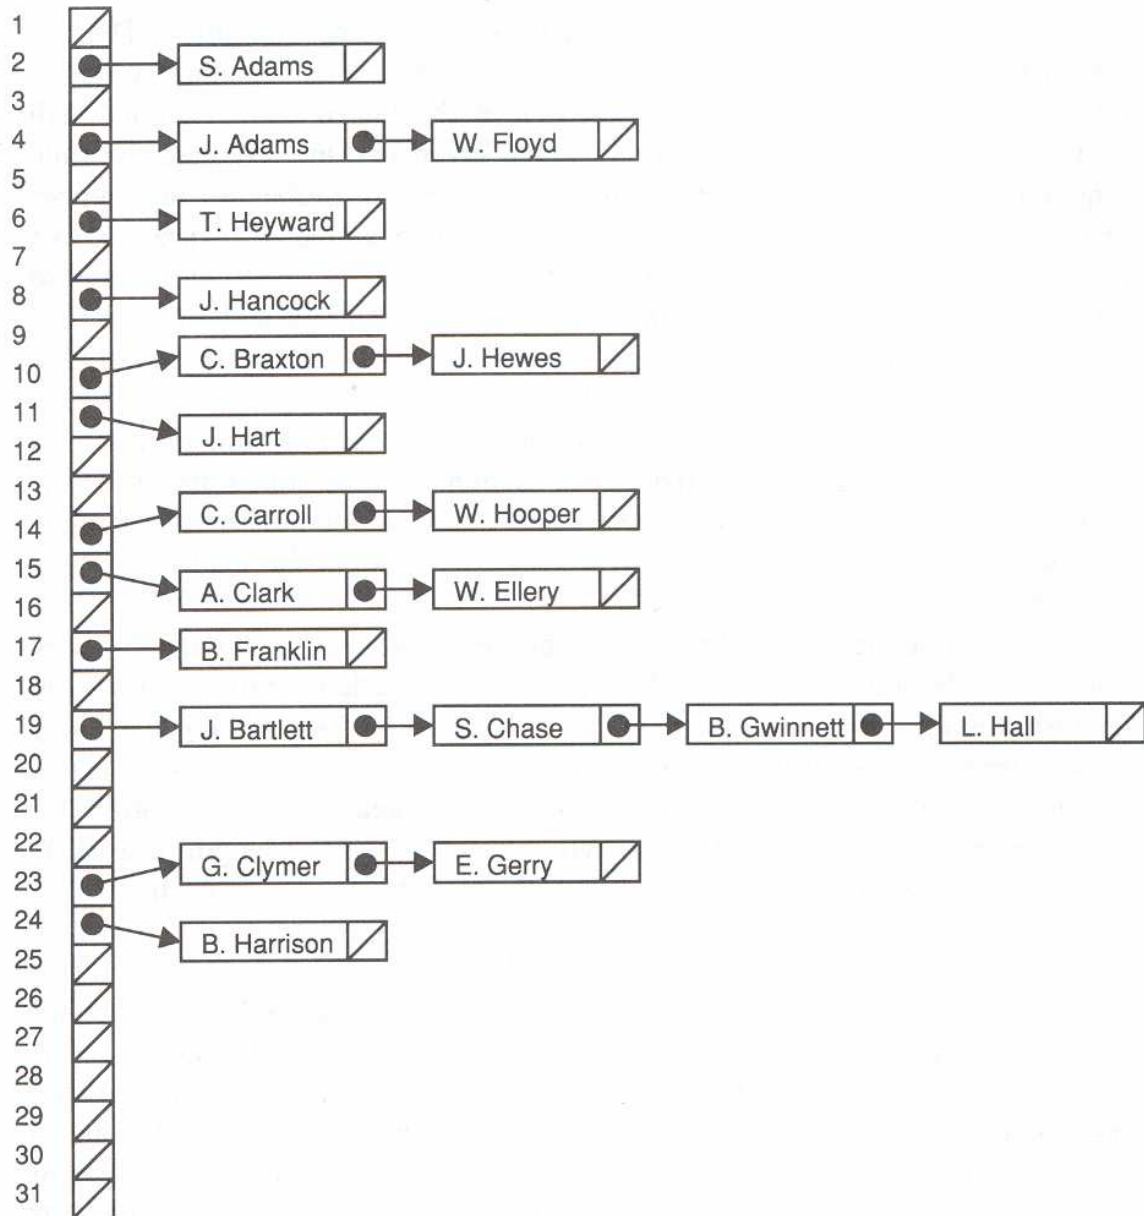 1
2 S. Adams
3
4 J. Adams W. Floyd
5
6 T. Heyward
7
8 J. Hancock
9
10 C. Braxton J. Hewes
11 J. Hart
12
13
14 C. Carroll W. Hooper
15 A. Clark W. Ellery
16
17 B. Franklin
18
19 J. Bartlett S. Chase B. Gwinnett L. Hall
20
21
22
23 G. Clymer E. Gerry
24 B. Harrison
25
26
27
28
29
30
31